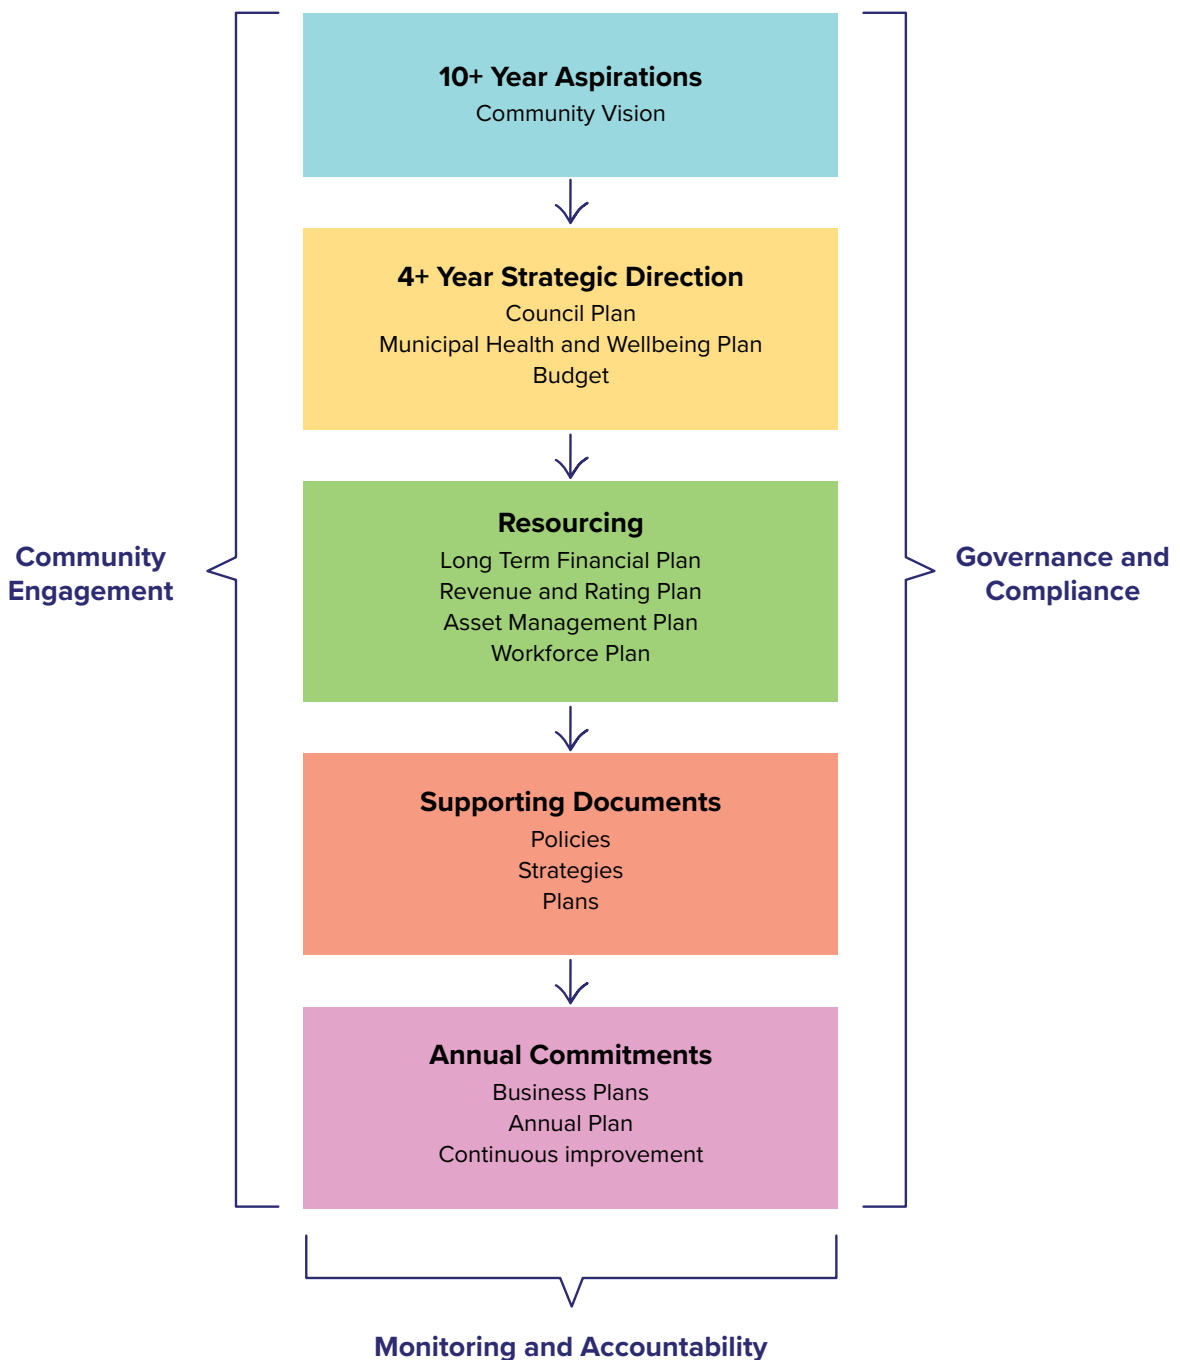 10+ Year Aspirations
Community Vision
4+ Year Strategic Direction
Council Plan
Municipal Health and Wellbeing Plan
Budget
Resourcing
Long Term Financial Plan
Revenue and Rating Plan
Asset Management Plan
Workforce Plan
Community
Engagement
Governance and
Compliance
Supporting Documents
Policies
Strategies
Plans
Annual Commitments
Business Plans
Annual Plan
Continuous improvement
Monitoring and Accountability